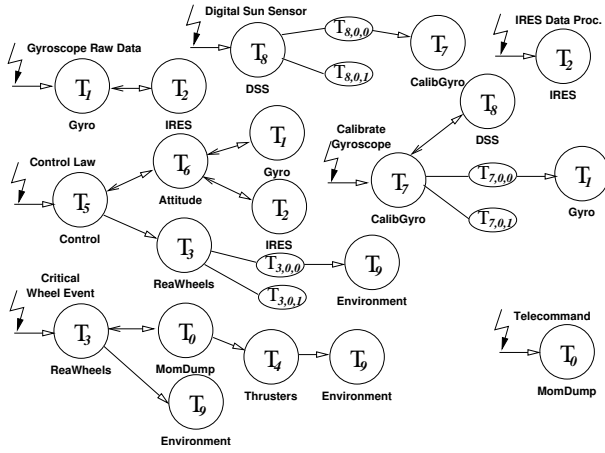 Gyroscope Raw Data
T1
Gyro
T2
IRES
Digital Sun Sensor
T8
DSS
T8,0,0
T8,0,1
T7
CalibGyro
IRES Data Proc.
T2
IRES
Control Law
T5
Control
T6
Attitude
T1
Gyro
T2
IRES
T3
ReaWheels
T3,0,0
T3,0,1
T9
Environment
Calibrate
Gyroscope
T7
CalibGyro
T8
DSS
T7,0,0
T7,0,1
T1
Gyro
Critical
Wheel Event
T3
ReaWheels
T0
MomDump
T4
Thrusters
T9
Environment
T9
Environment
Telecommand
T0
MomDump